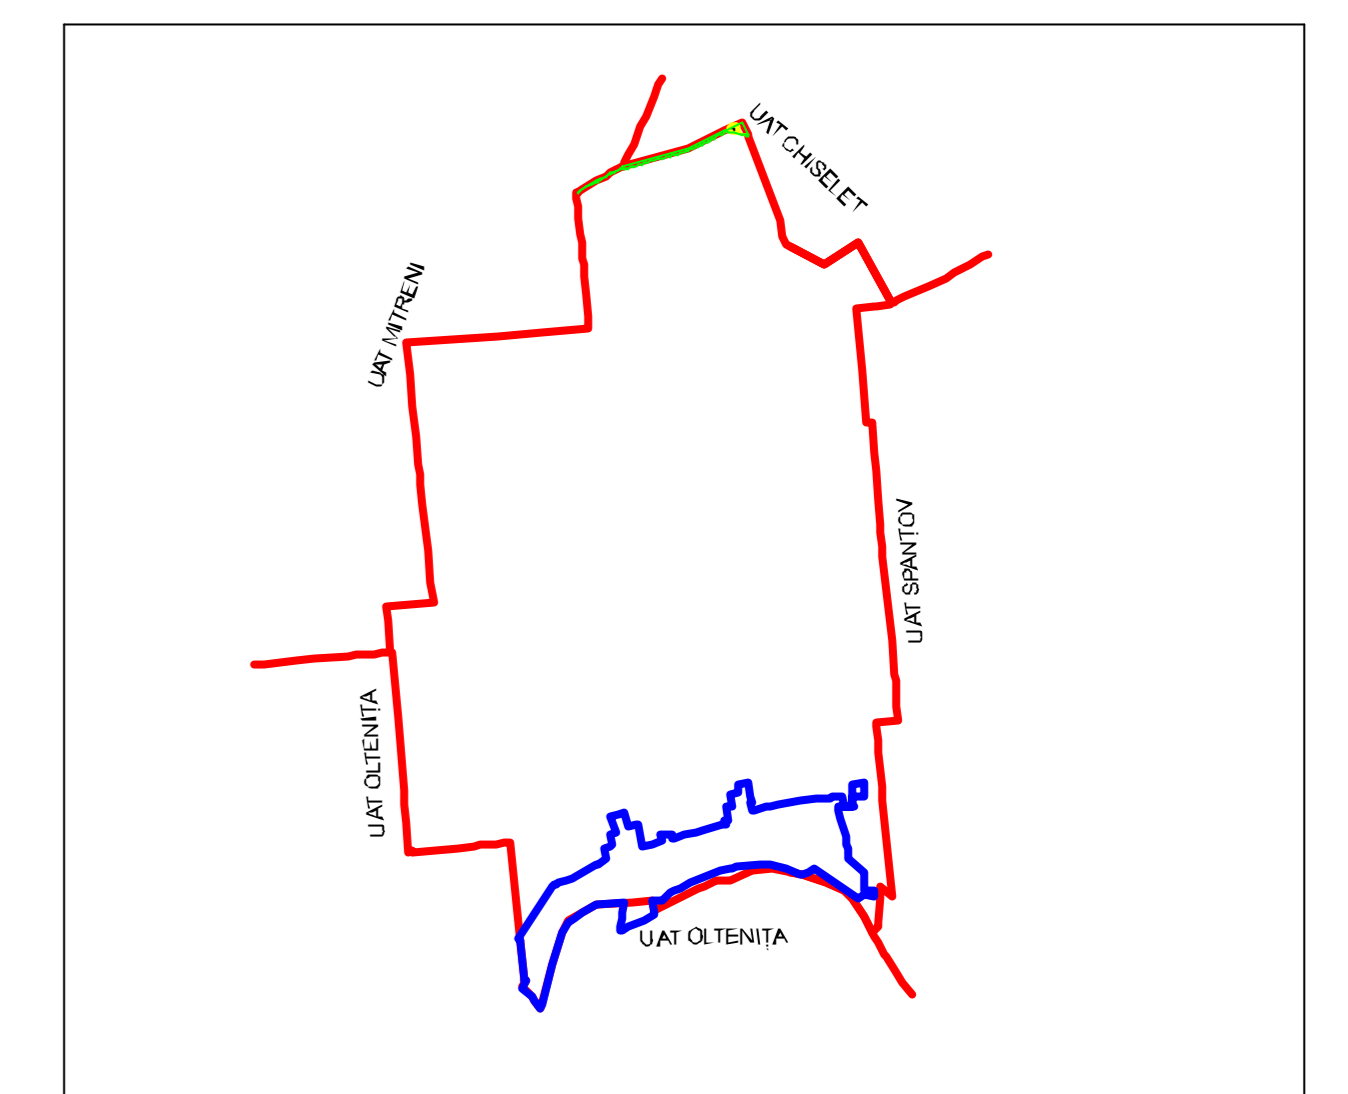 UAT CHISELET
UAT MITRENI
UAT SPANȚOV
UAT OLTENIȚA
UAT OLTENIȚA